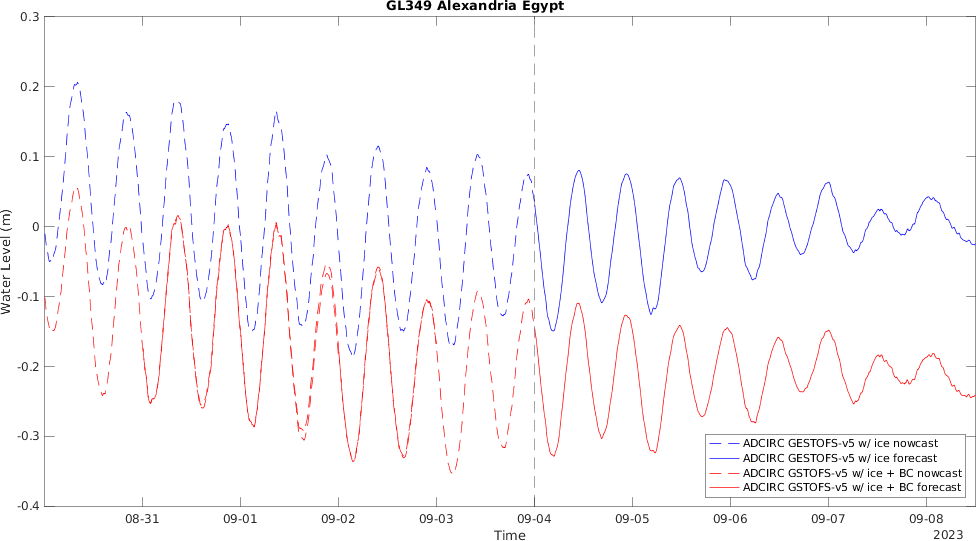 GL349 Alexandria Egypt
0.3
0.2
0.1
0
-0.1
-0.2
-0.3
-0.4
Water Level (m)
ADCIRC GESTOFS-v5 w/ ice nowcast
ADCIRC GESTOFS-v5 w/ ice forecast
ADCIRC GSTOFS-v5 w/ ice + BC nowcast
ADCIRC GSTOFS-v5 w/ ice + BC forecast
08-31 09-01 09-02 09-03 09-04 09-05 09-06 09-07 09-08
Time
2023